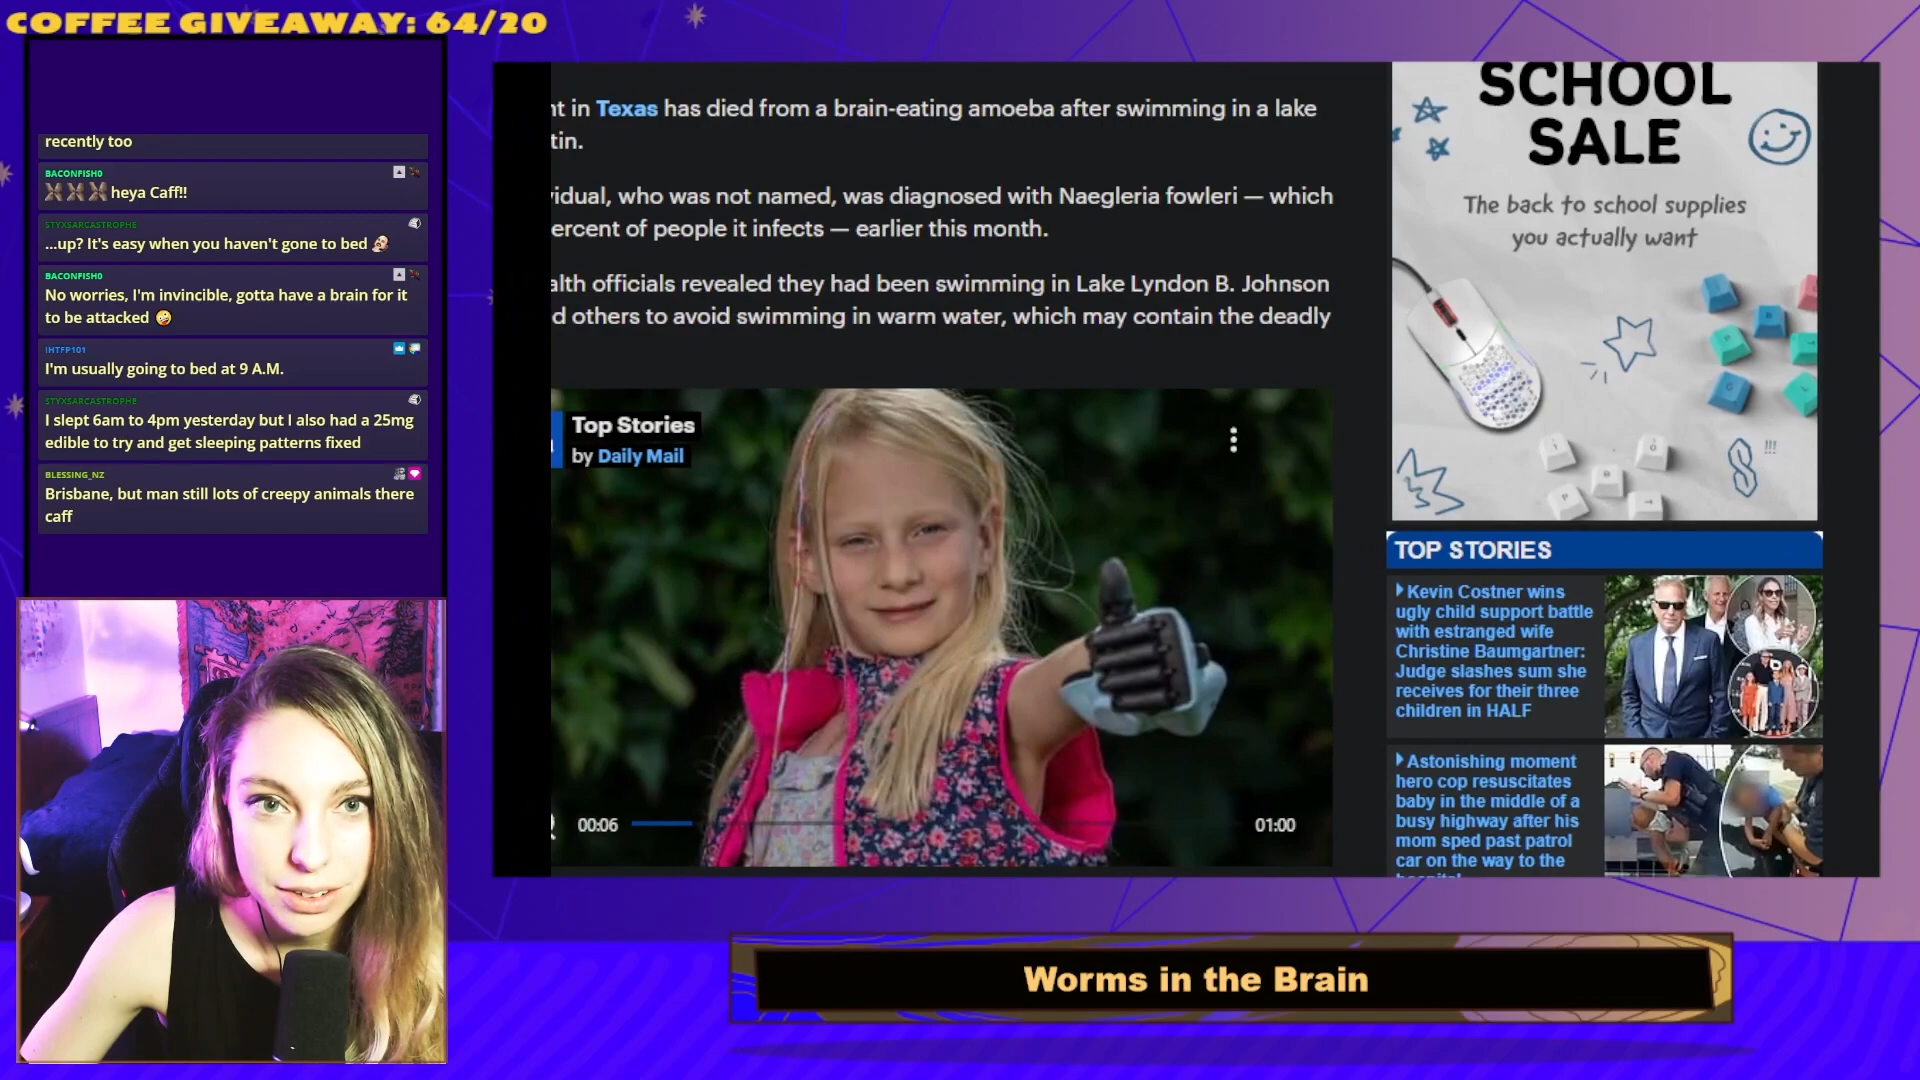 COFFEE GIVEAWAY: 64/20
recently too
BACONFISH0
heya Caff!!
STYXSARCASTROPHE
...up? It's easy when you haven't gone to bed
BACONFISH0
No worries, I'm invincible, gotta have a brain for it
to be attacked
IHTFP101
I'm usually going to bed at 9 A.M.
STYXSARCASTROPHE
I slept 6am to 4pm yesterday but I also had a 25mg
edible to try and get sleeping patterns fixed
BLESSING_NZ
Brisbane, but man still lots of creepy animals there
caff
nt in Texas has died from a brain-eating amoeba after swimming in a lake
tin.
vidual, who was not named, was diagnosed with Naegleria fowleri — which
ercent of people it infects — earlier this month.
alth officials revealed they had been swimming in Lake Lyndon B. Johnson
d others to avoid swimming in warm water, which may contain the deadly
Top Stories
by Daily Mail
00:06
01:00
SCHOOL
SALE
The back to school supplies
you actually want
!!!
TOP STORIES
Kevin Costner wins
ugly child support battle
with estranged wife
Christine Baumgartner:
Judge slashes sum she
receives for their three
children in HALF
Astonishing moment
hero cop resuscitates
baby in the middle of a
busy highway after his
mom sped past patrol
car on the way to the
Worms in the Brain